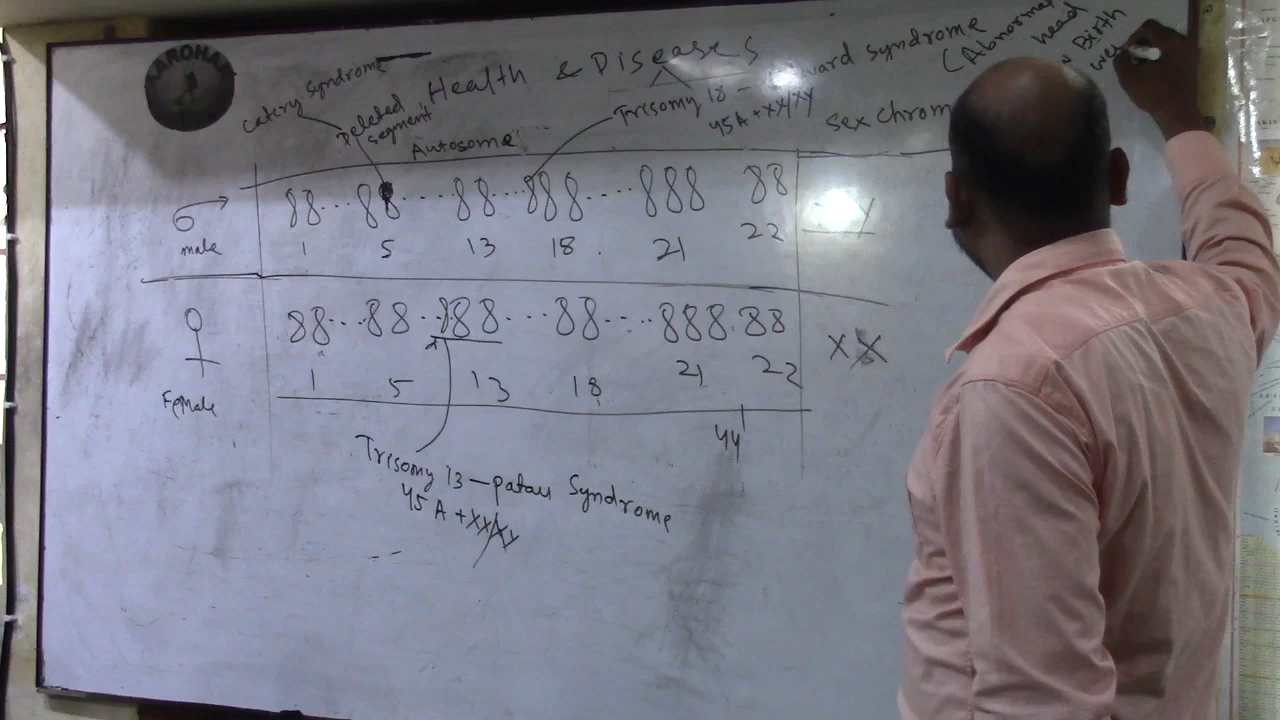 AROHAN
Health & Diseases
Catcry Syndrome
Deleted
segment
Autosome
Trisomy 18 - ward syndrome
45A + XX/XY
(Abnormal
head
Birth
sex chrom
male
88...88...88...888...888 88
1 5 13 18 21 22
Y
Female
88...88..888...88....888 88
1 5 13 18 21 22
XX
44
Trisomy 13 - patau Syndrome
45 A + XX/XY